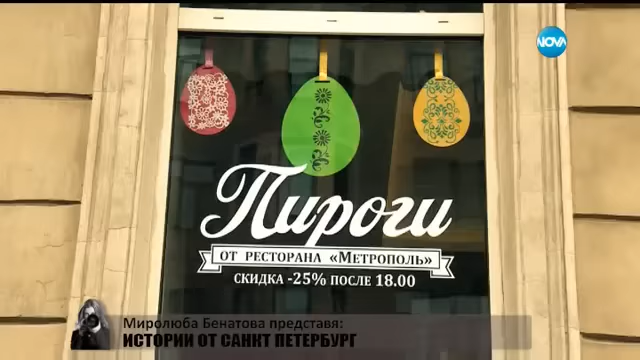 NOVA
Пироги
ОТ РЕСТОРАНА «МЕТРОПОЛЬ»
СКИДКА -25% ПОСЛЕ 18.00
Миролюба Бенатова представя:
ИСТОРИИ ОТ САНКТ ПЕТЕРБУРГ